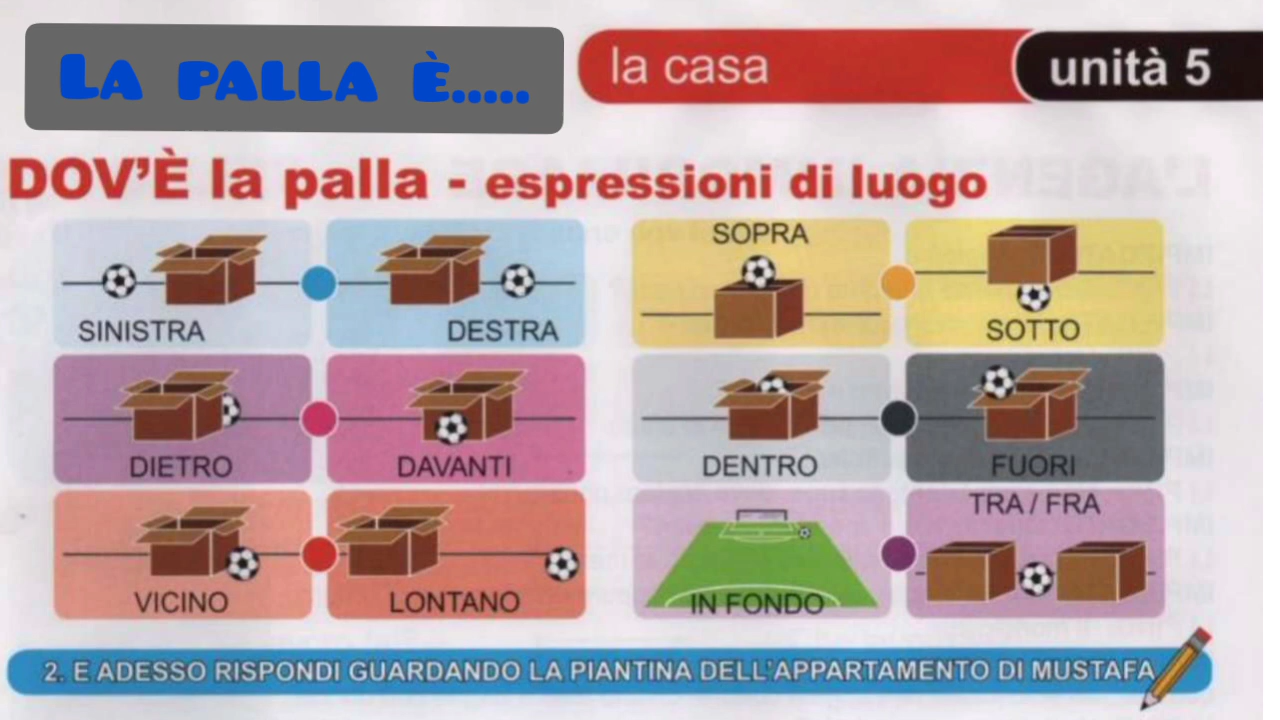 LA PALLA È.....
la casa
unità 5
DOV'È la palla - espressioni di luogo
SINISTRA
DESTRA
SOPRA
SOTTO
DIETRO
DAVANTI
DENTRO
FUORI
VICINO
LONTANO
IN FONDO
TRA / FRA
2. E ADESSO RISPONDI GUARDANDO LA PIANTINA DELL'APPARTAMENTO DI MUSTAFA